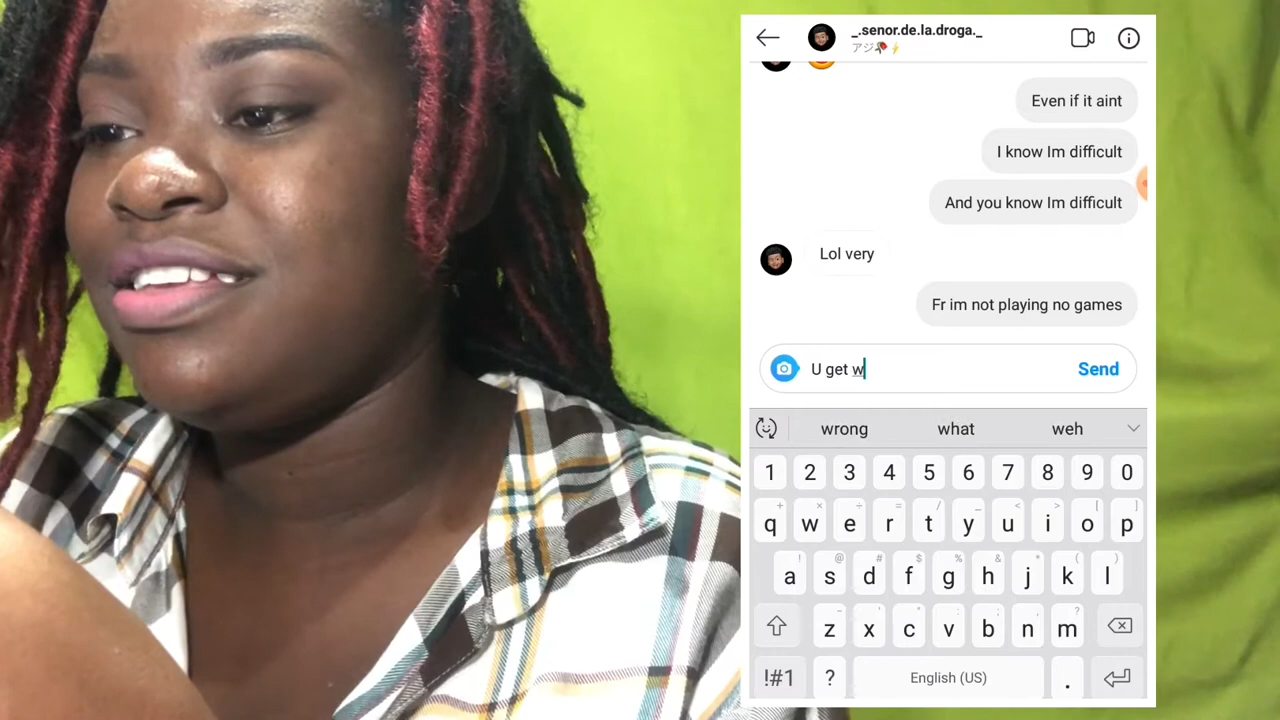 _.senor.de.la.droga._
アジ🥀⚡
Even if it aint
I know Im difficult
And you know Im difficult
Lol very
Fr im not playing no games
U get w
Send
wrong what weh
1 2 3 4 5 6 7 8 9 0
+ × ÷ = / _ < > [ ]
q w e r t y u i o p
! @ # $ % & * ( )
a s d f g h j k l
- ' " : ; , ?
z x c v b n m
!#1 ? English (US) .